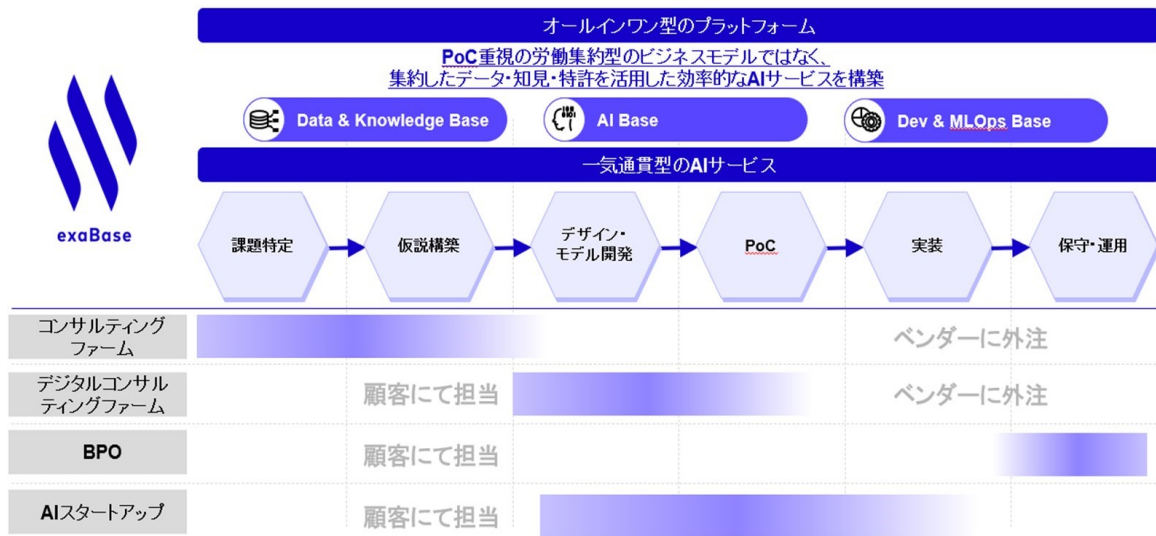 オールインワン型のプラットフォーム
PoC重視の労働集約型のビジネスモデルではなく、
集約したデータ・知見・特許を活用した効率的なAIサービスを構築
Data & Knowledge Base
AI Base
Dev & MLOps Base
exaBase
一気通貫型のAIサービス
課題特定
仮説構築
デザイン・
モデル開発
PoC
実装
保守・運用
コンサルティング
ファーム
ベンダーに外注
デジタルコンサル
ティングファーム
顧客にて担当
ベンダーに外注
BPO
顧客にて担当
AIスタートアップ
顧客にて担当